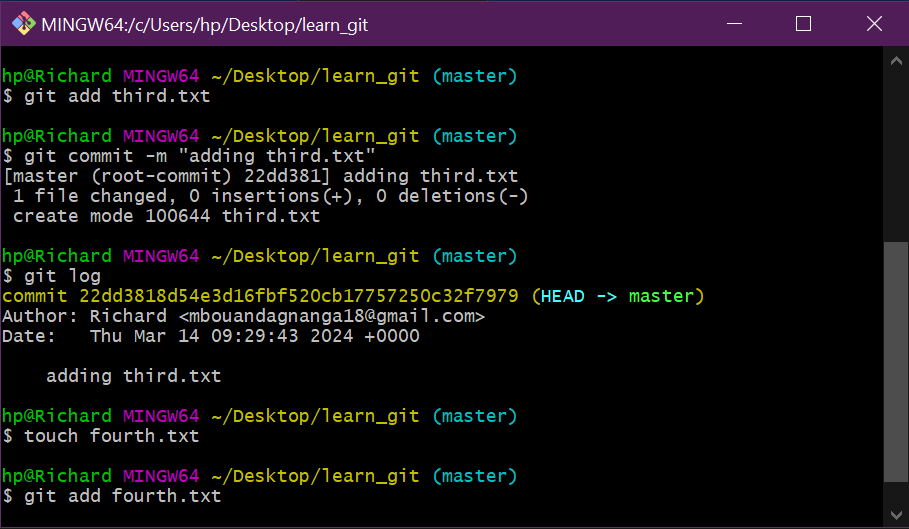 MINGW64:/c/Users/hp/Desktop/learn_git
hp@Richard MINGW64 ~/Desktop/learn_git (master)
$ git add third.txt
hp@Richard MINGW64 ~/Desktop/learn_git (master)
$ git commit -m "adding third.txt"
[master (root-commit) 22dd381] adding third.txt
 1 file changed, 0 insertions(+), 0 deletions(-)
 create mode 100644 third.txt
hp@Richard MINGW64 ~/Desktop/learn_git (master)
$ git log
commit 22dd3818d54e3d16fbf520cb17757250c32f7979 (HEAD -> master)
Author: Richard <mbouandagnanga18@gmail.com>
Date:   Thu Mar 14 09:29:43 2024 +0000
    adding third.txt
hp@Richard MINGW64 ~/Desktop/learn_git (master)
$ touch fourth.txt
hp@Richard MINGW64 ~/Desktop/learn_git (master)
$ git add fourth.txt